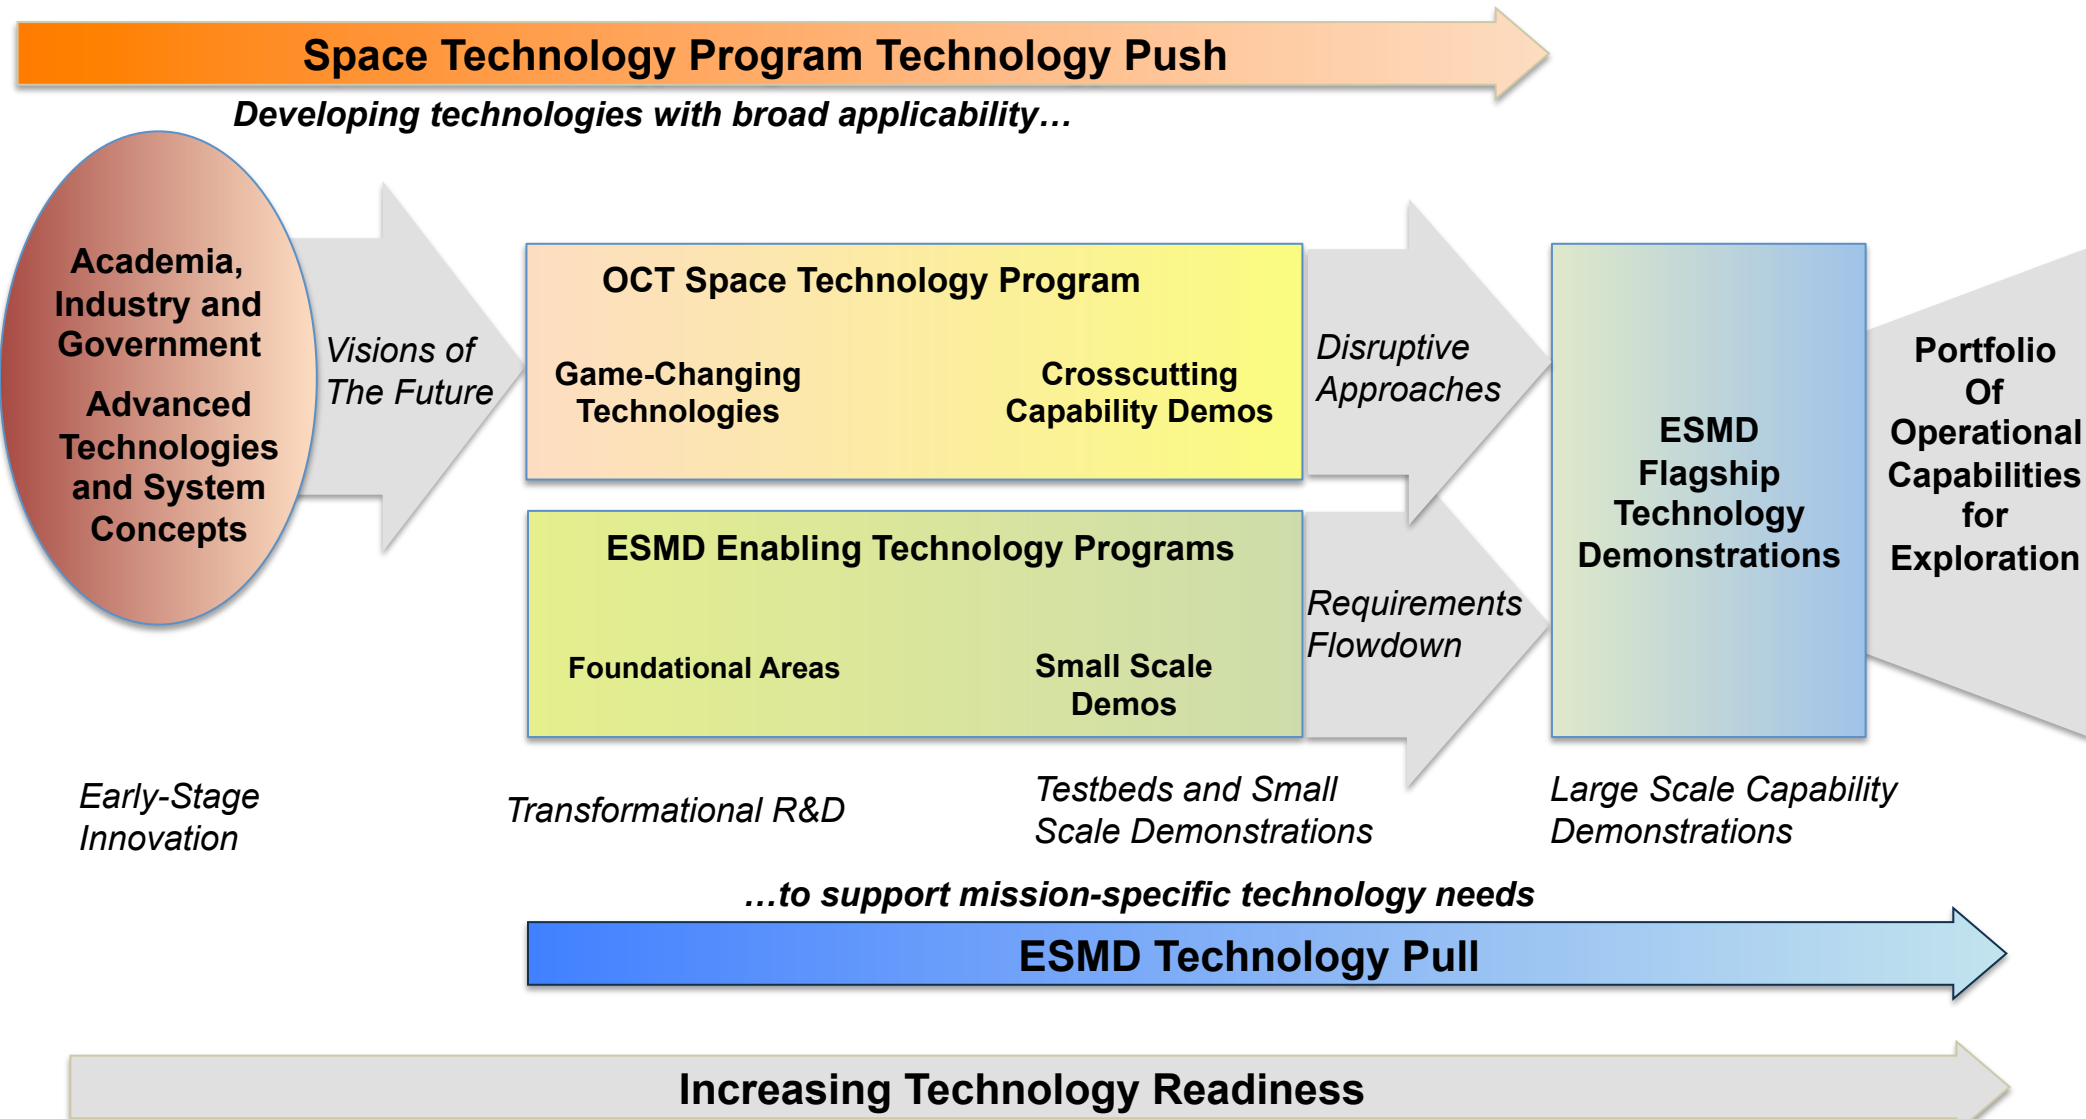 Space Technology Program Technology Push
Developing technologies with broad applicability…
Academia,
Industry and
Government
Advanced
Technologies
and System
Concepts
Visions of
The Future
OCT Space Technology Program
Game-Changing
Technologies
Crosscutting
Capability Demos
Disruptive
Approaches
ESMD Enabling Technology Programs
Foundational Areas
Small Scale
Demos
Requirements
Flowdown
ESMD
Flagship
Technology
Demonstrations
Portfolio
Of
Operational
Capabilities
for
Exploration
Early-Stage
Innovation
Transformational R&D
Testbeds and Small
Scale Demonstrations
Large Scale Capability
Demonstrations
…to support mission-specific technology needs
ESMD Technology Pull
Increasing Technology Readiness